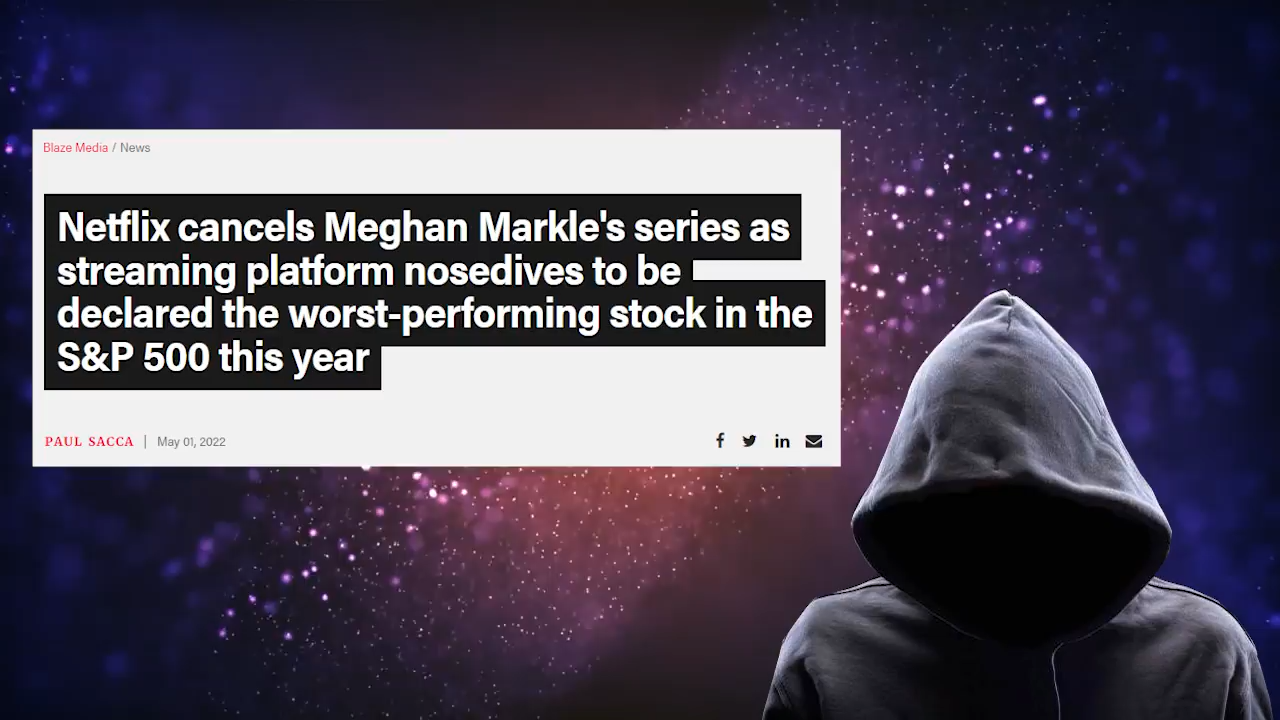 Blaze Media / News
Netflix cancels Meghan Markle's series as
streaming platform nosedives to be
declared the worst-performing stock in the
S&P 500 this year
PAUL SACCA | May 01, 2022